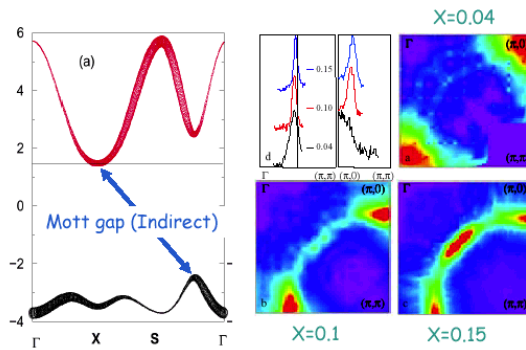 X=0.04
6
(a)
4
2
0
Mott gap (Indirect)
−2
−4
Γ X S Γ
0.15
0.10
0.04
d
Γ (π,π) (π,0) (π,π)
Γ (π,0)
a (π,π)
Γ (π,0)
b (π,π)
Γ (π,0)
c (π,π)
X=0.1
X=0.15